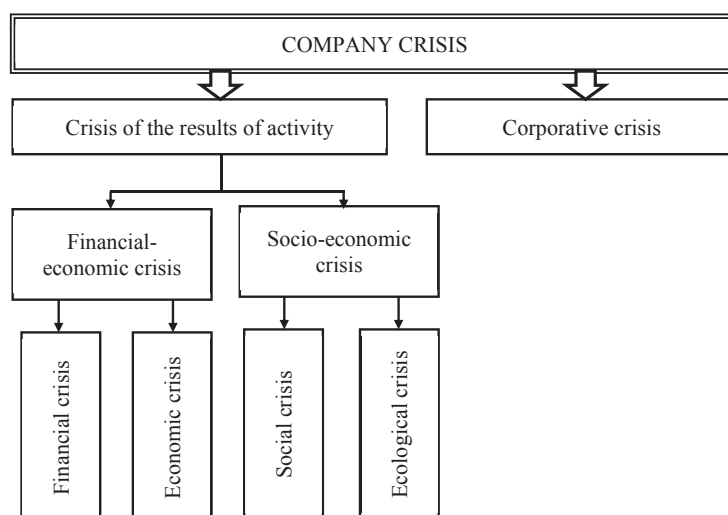 COMPANY CRISIS
Crisis of the results of activity
Corporative crisis
Financial-
economic crisis
Socio-economic
crisis
Financial crisis
Economic crisis
Social crisis
Ecological crisis